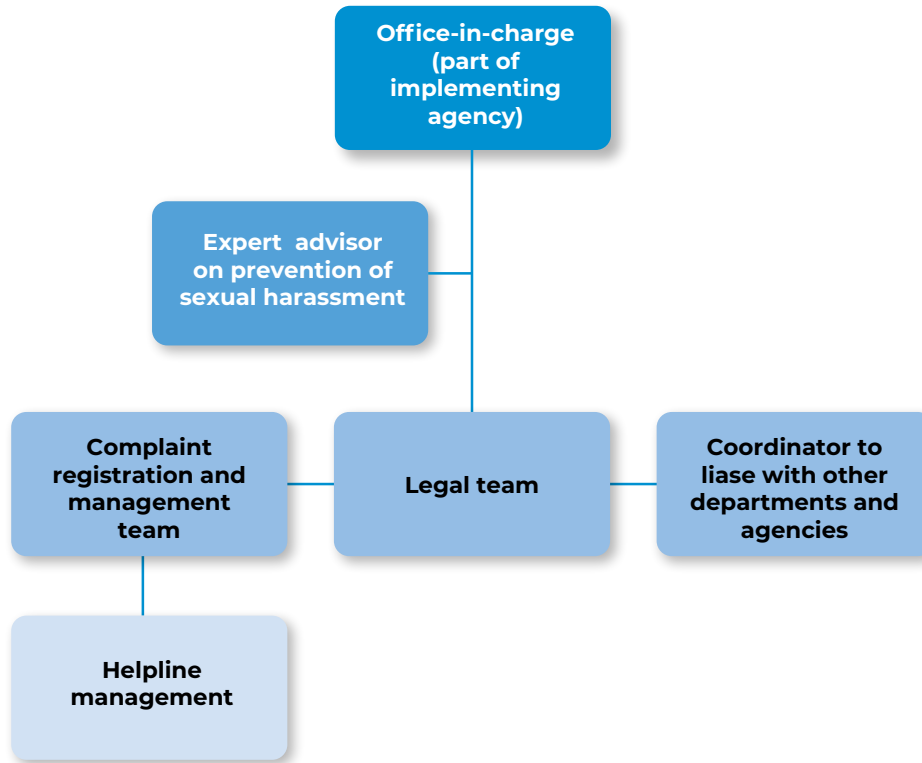 Office-in-charge
(part of
implementing
agency)
Expert advisor
on prevention of
sexual harassment
Complaint
registration and
management
team
Legal team
Coordinator to
liase with other
departments and
agencies
Helpline
management